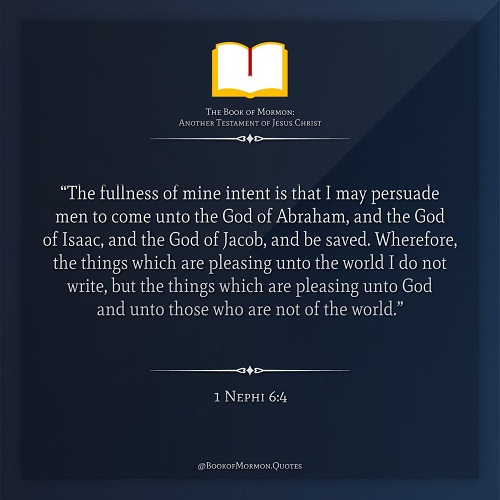 The Book of Mormon:
Another Testament of Jesus Christ
“The fullness of mine intent is that I may persuade
men to come unto the God of Abraham, and the God
of Isaac, and the God of Jacob, and be saved. Wherefore,
the things which are pleasing unto the world I do not
write, but the things which are pleasing unto God
and unto those who are not of the world.”
1 Nephi 6:4
@BookofMormon.Quotes